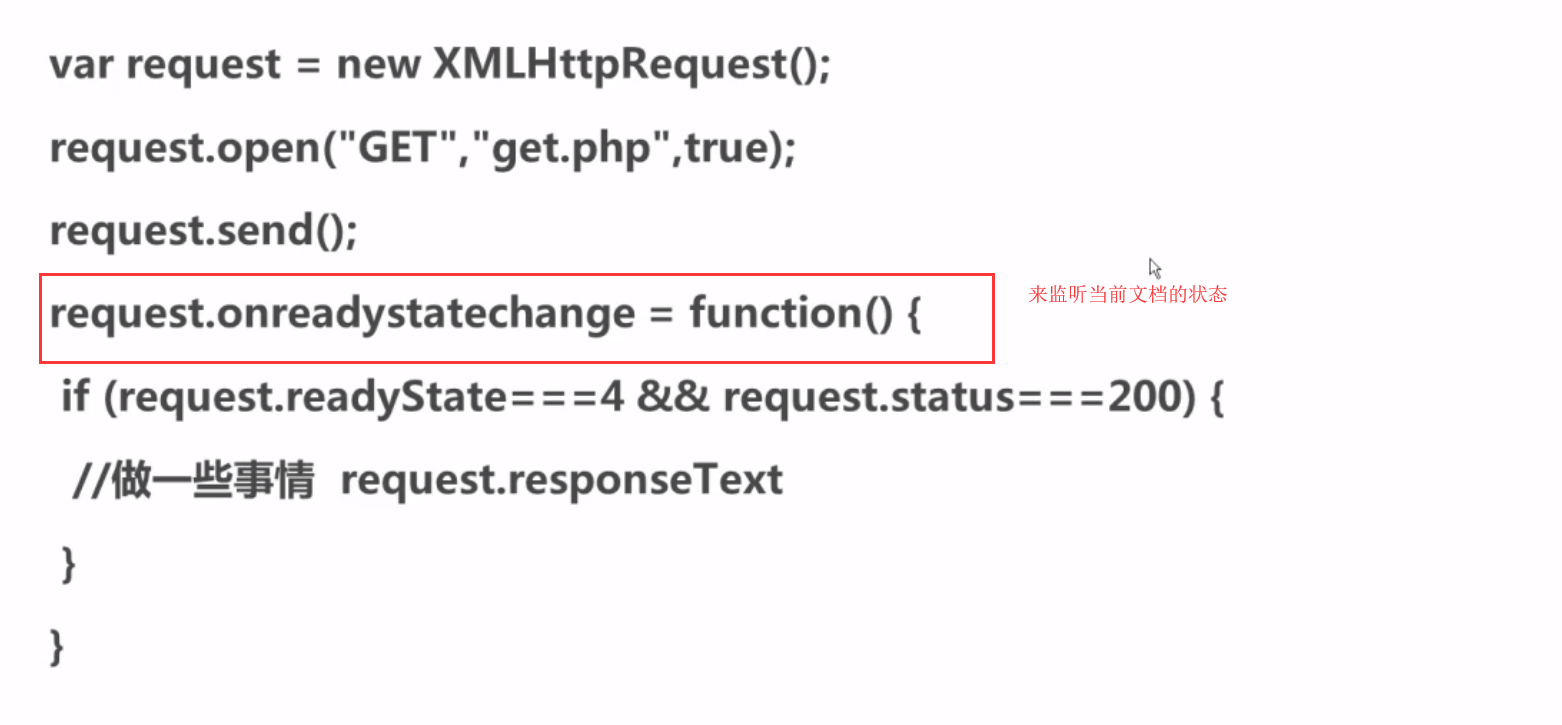 var request = new XMLHttpRequest();
request.open("GET","get.php",true);
request.send();
request.onreadystatechange = function() {
来监听当前文档的状态
if (request.readyState===4 && request.status===200) {
//做一些事情 request.responseText
}
}